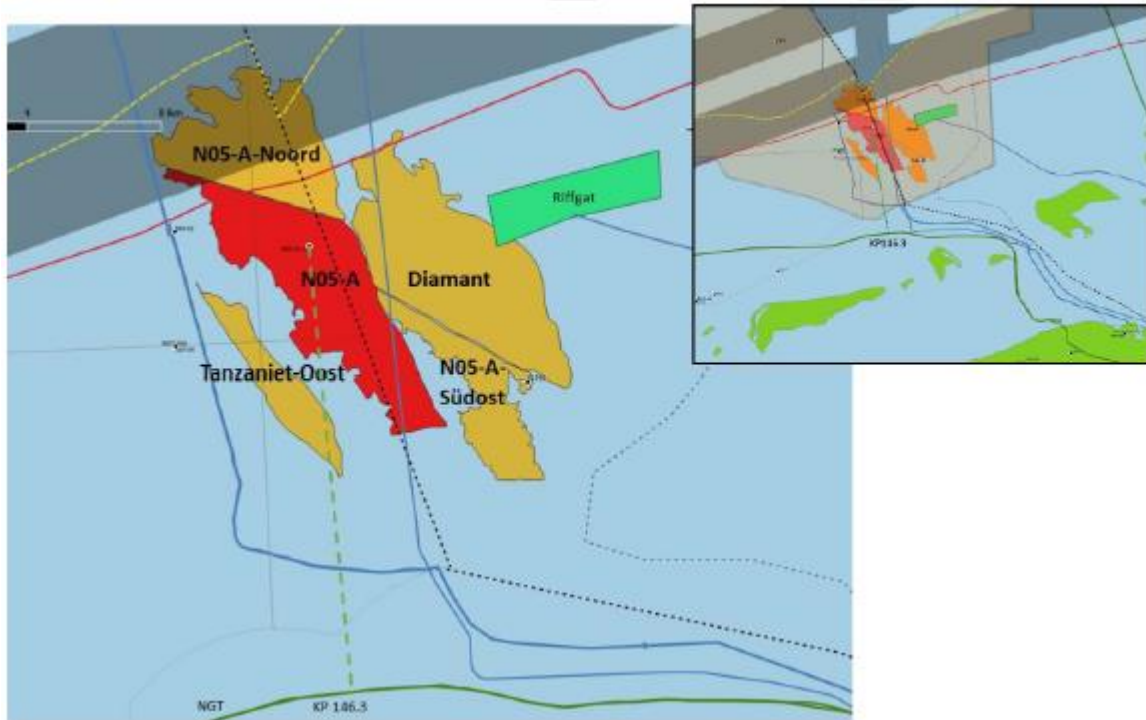 N05-A-Noord
Riffgat
N05-A
Diamant
Tanzaniet-Oost
N05-A-
Südost
NGT
KP 146.3
KP146.3